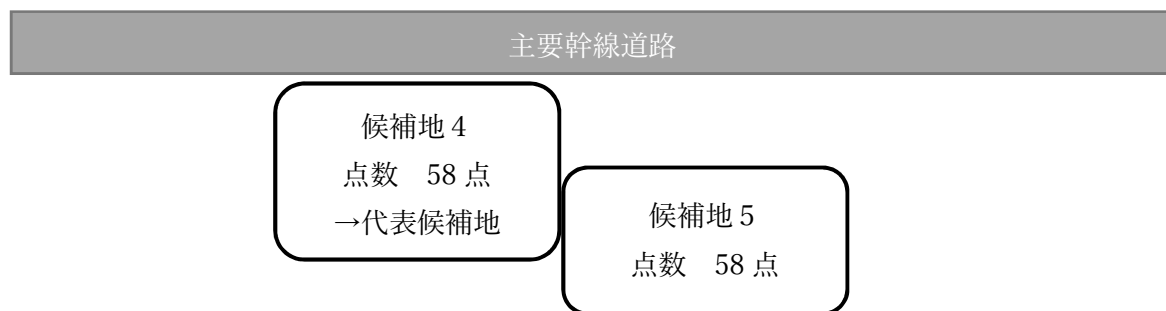 主要幹線道路
候補地４
点数　58 点
→代表候補地
候補地５
点数　58 点